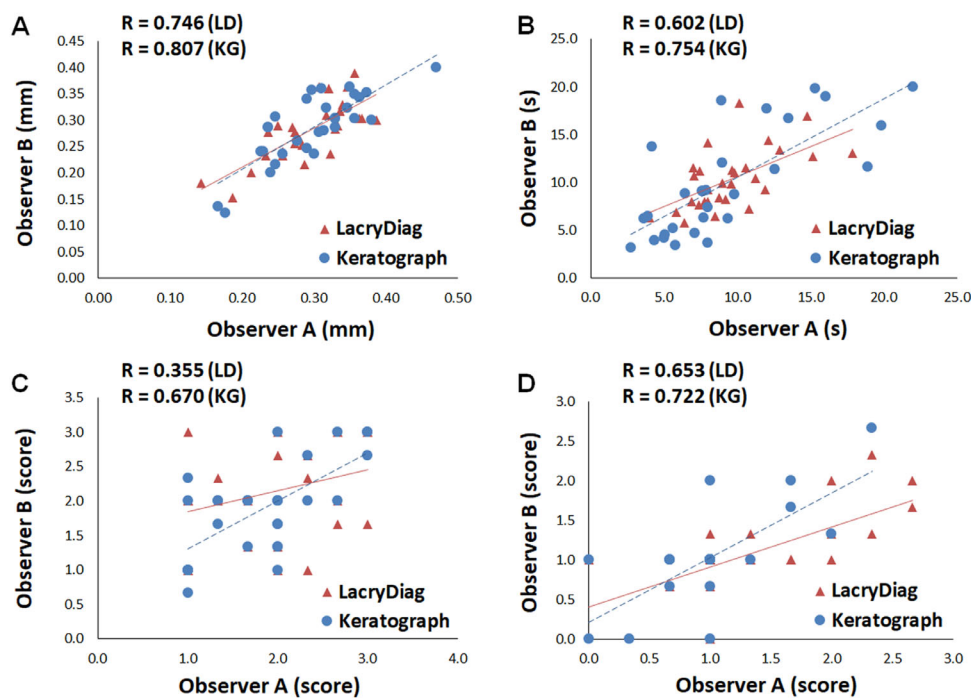 A
R = 0.746 (LD)
R = 0.807 (KG)
Observer B (mm)
0.45
0.40
0.35
0.30
0.25
0.20
0.15
0.10
0.05
0.00
0.00 0.10 0.20 0.30 0.40 0.50
LacryDiag
Keratograph
Observer A (mm)
B
R = 0.602 (LD)
R = 0.754 (KG)
Observer B (s)
25.0
20.0
15.0
10.0
5.0
0.0
0.0 5.0 10.0 15.0 20.0 25.0
LacryDiag
Keratograph
Observer A (s)
C
R = 0.355 (LD)
R = 0.670 (KG)
Observer B (score)
3.5
3.0
2.5
2.0
1.5
1.0
0.5
0.0
0.0 1.0 2.0 3.0 4.0
LacryDiag
Keratograph
Observer A (score)
D
R = 0.653 (LD)
R = 0.722 (KG)
Observer B (score)
3.0
2.5
2.0
1.5
1.0
0.5
0.0
0.0 0.5 1.0 1.5 2.0 2.5 3.0
LacryDiag
Keratograph
Observer A (score)